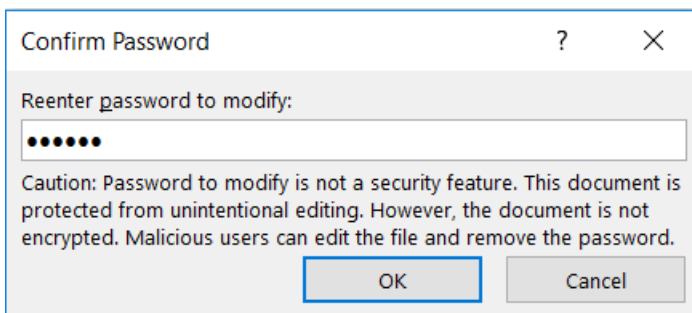 Confirm Password ?
Reenter password to modify:
••••••
Caution: Password to modify is not a security feature. This document is
protected from unintentional editing. However, the document is not
encrypted. Malicious users can edit the file and remove the password.
OK Cancel